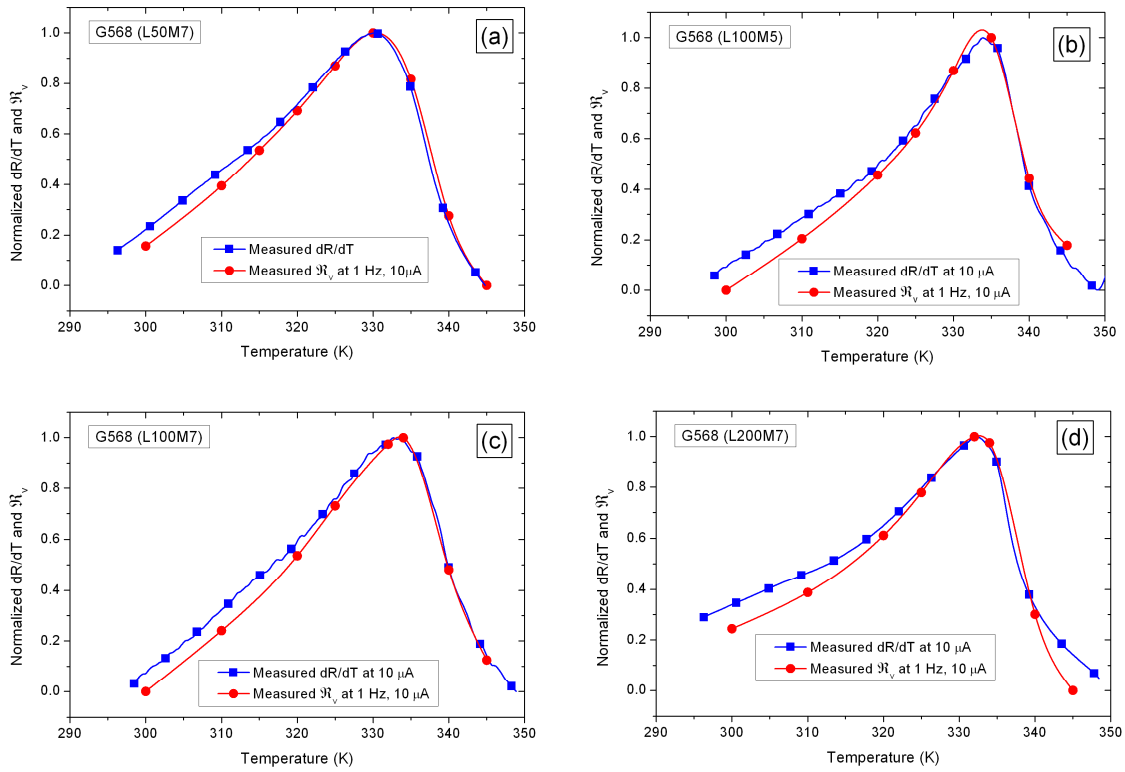 G568 (L50M7)
(a)
Normalized dR/dT and ℜv
1.0
0.8
0.6
0.4
0.2
0.0
Measured dR/dT
Measured ℜv at 1 Hz, 10μA
290 300 310 320 330 340 350
Temperature (K)
G568 (L100M5)
(b)
Normalized dR/dT and ℜv
1.0
0.8
0.6
0.4
0.2
0.0
Measured dR/dT at 10 μA
Measured ℜv at 1 Hz, 10 μA
290 300 310 320 330 340 350
Temperature (K)
G568 (L100M7)
(c)
Normalized dR/dT and ℜv
1.0
0.8
0.6
0.4
0.2
0.0
Measured dR/dT at 10 μA
Measured ℜv at 1 Hz, 10 μA
290 300 310 320 330 340 350
Temperature (K)
G568 (L200M7)
(d)
Normalized dR/dT and ℜv
1.0
0.8
0.6
0.4
0.2
0.0
Measured dR/dT at 10 μA
Measured ℜv at 1 Hz, 10 μA
290 300 310 320 330 340 350
Temperature (K)